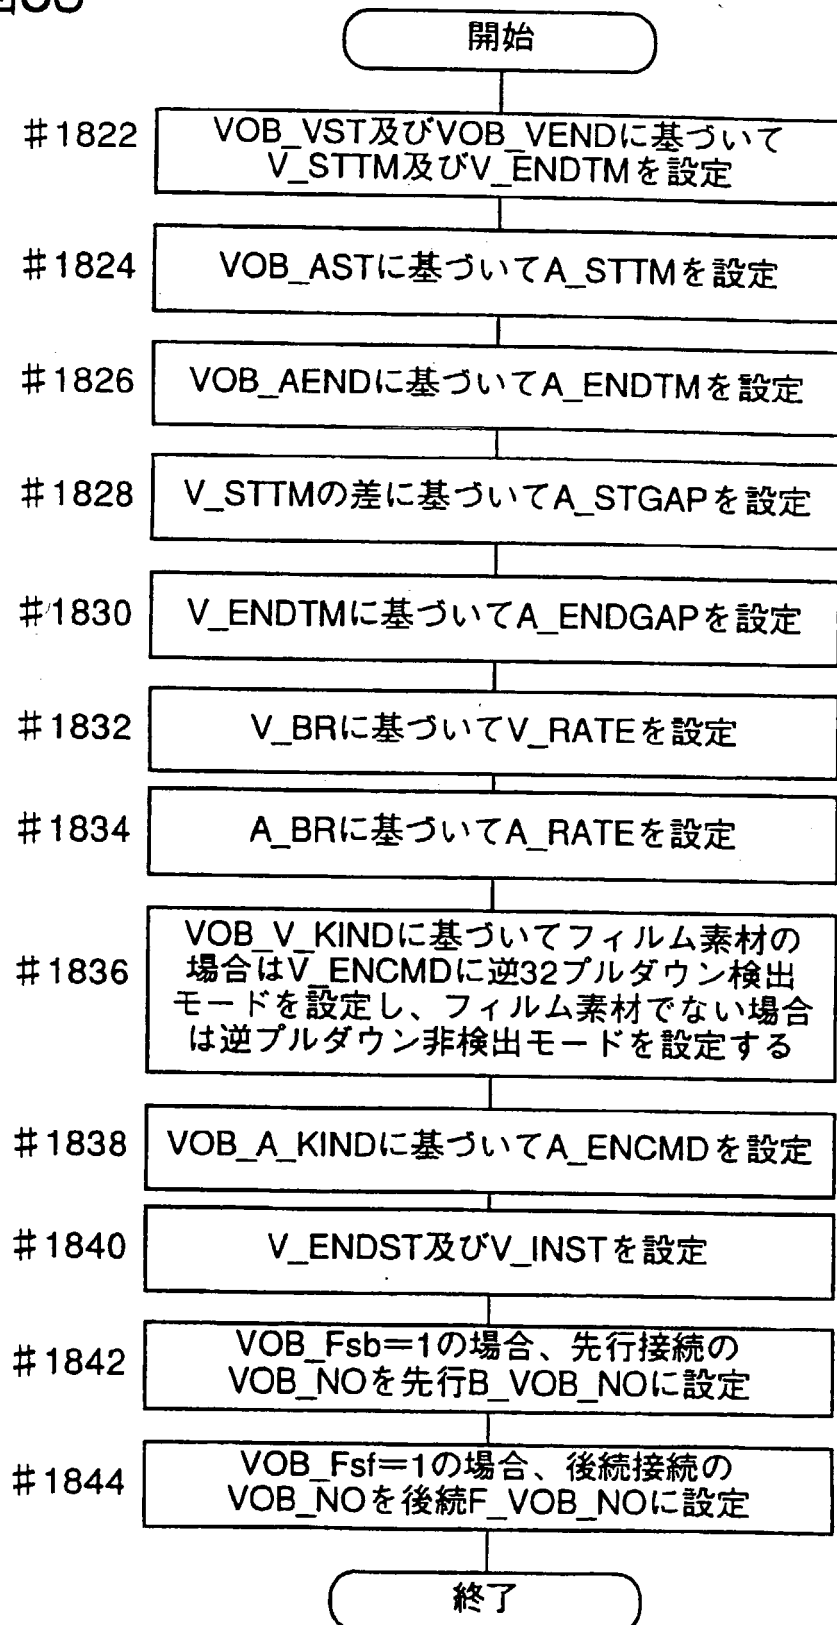 開始
#1822
VOB_VST及びVOB_VENDに基づいて
V_STTM及びV_ENDTMを設定
#1824
VOB_ASTに基づいてA_STTMを設定
#1826
VOB_AENDに基づいてA_ENDTMを設定
#1828
V_STTMの差に基づいてA_STGAPを設定
#1830
V_ENDTMに基づいてA_ENDGAPを設定
#1832
V_BRに基づいてV_RATEを設定
#1834
A_BRに基づいてA_RATEを設定
#1836
VOB_V_KINDに基づいてフィルム素材の
場合はV_ENCMDに逆32プルダウン検出
モードを設定し、フィルム素材でない場合
は逆プルダウン非検出モードを設定する
#1838
VOB_A_KINDに基づいてA_ENCMDを設定
#1840
V_ENDST及びV_INSTを設定
#1842
VOB_Fsb=1の場合、先行接続の
VOB_NOを先行B_VOB_NOに設定
#1844
VOB_Fsf=1の場合、後続接続の
VOB_NOを後続F_VOB_NOに設定
終了